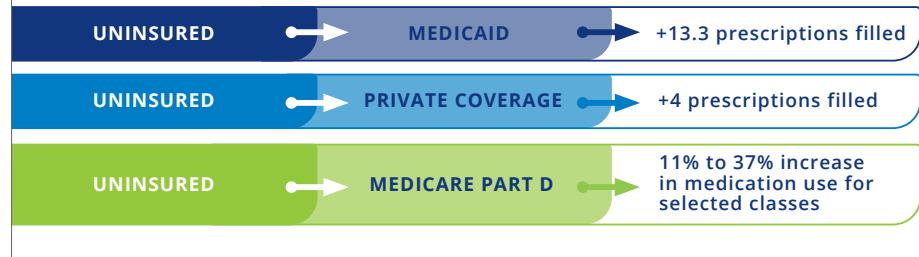 UNINSURED MEDICAID +13.3 prescriptions filled
UNINSURED PRIVATE COVERAGE +4 prescriptions filled
UNINSURED MEDICARE PART D 11% to 37% increase
in medication use for
selected classes